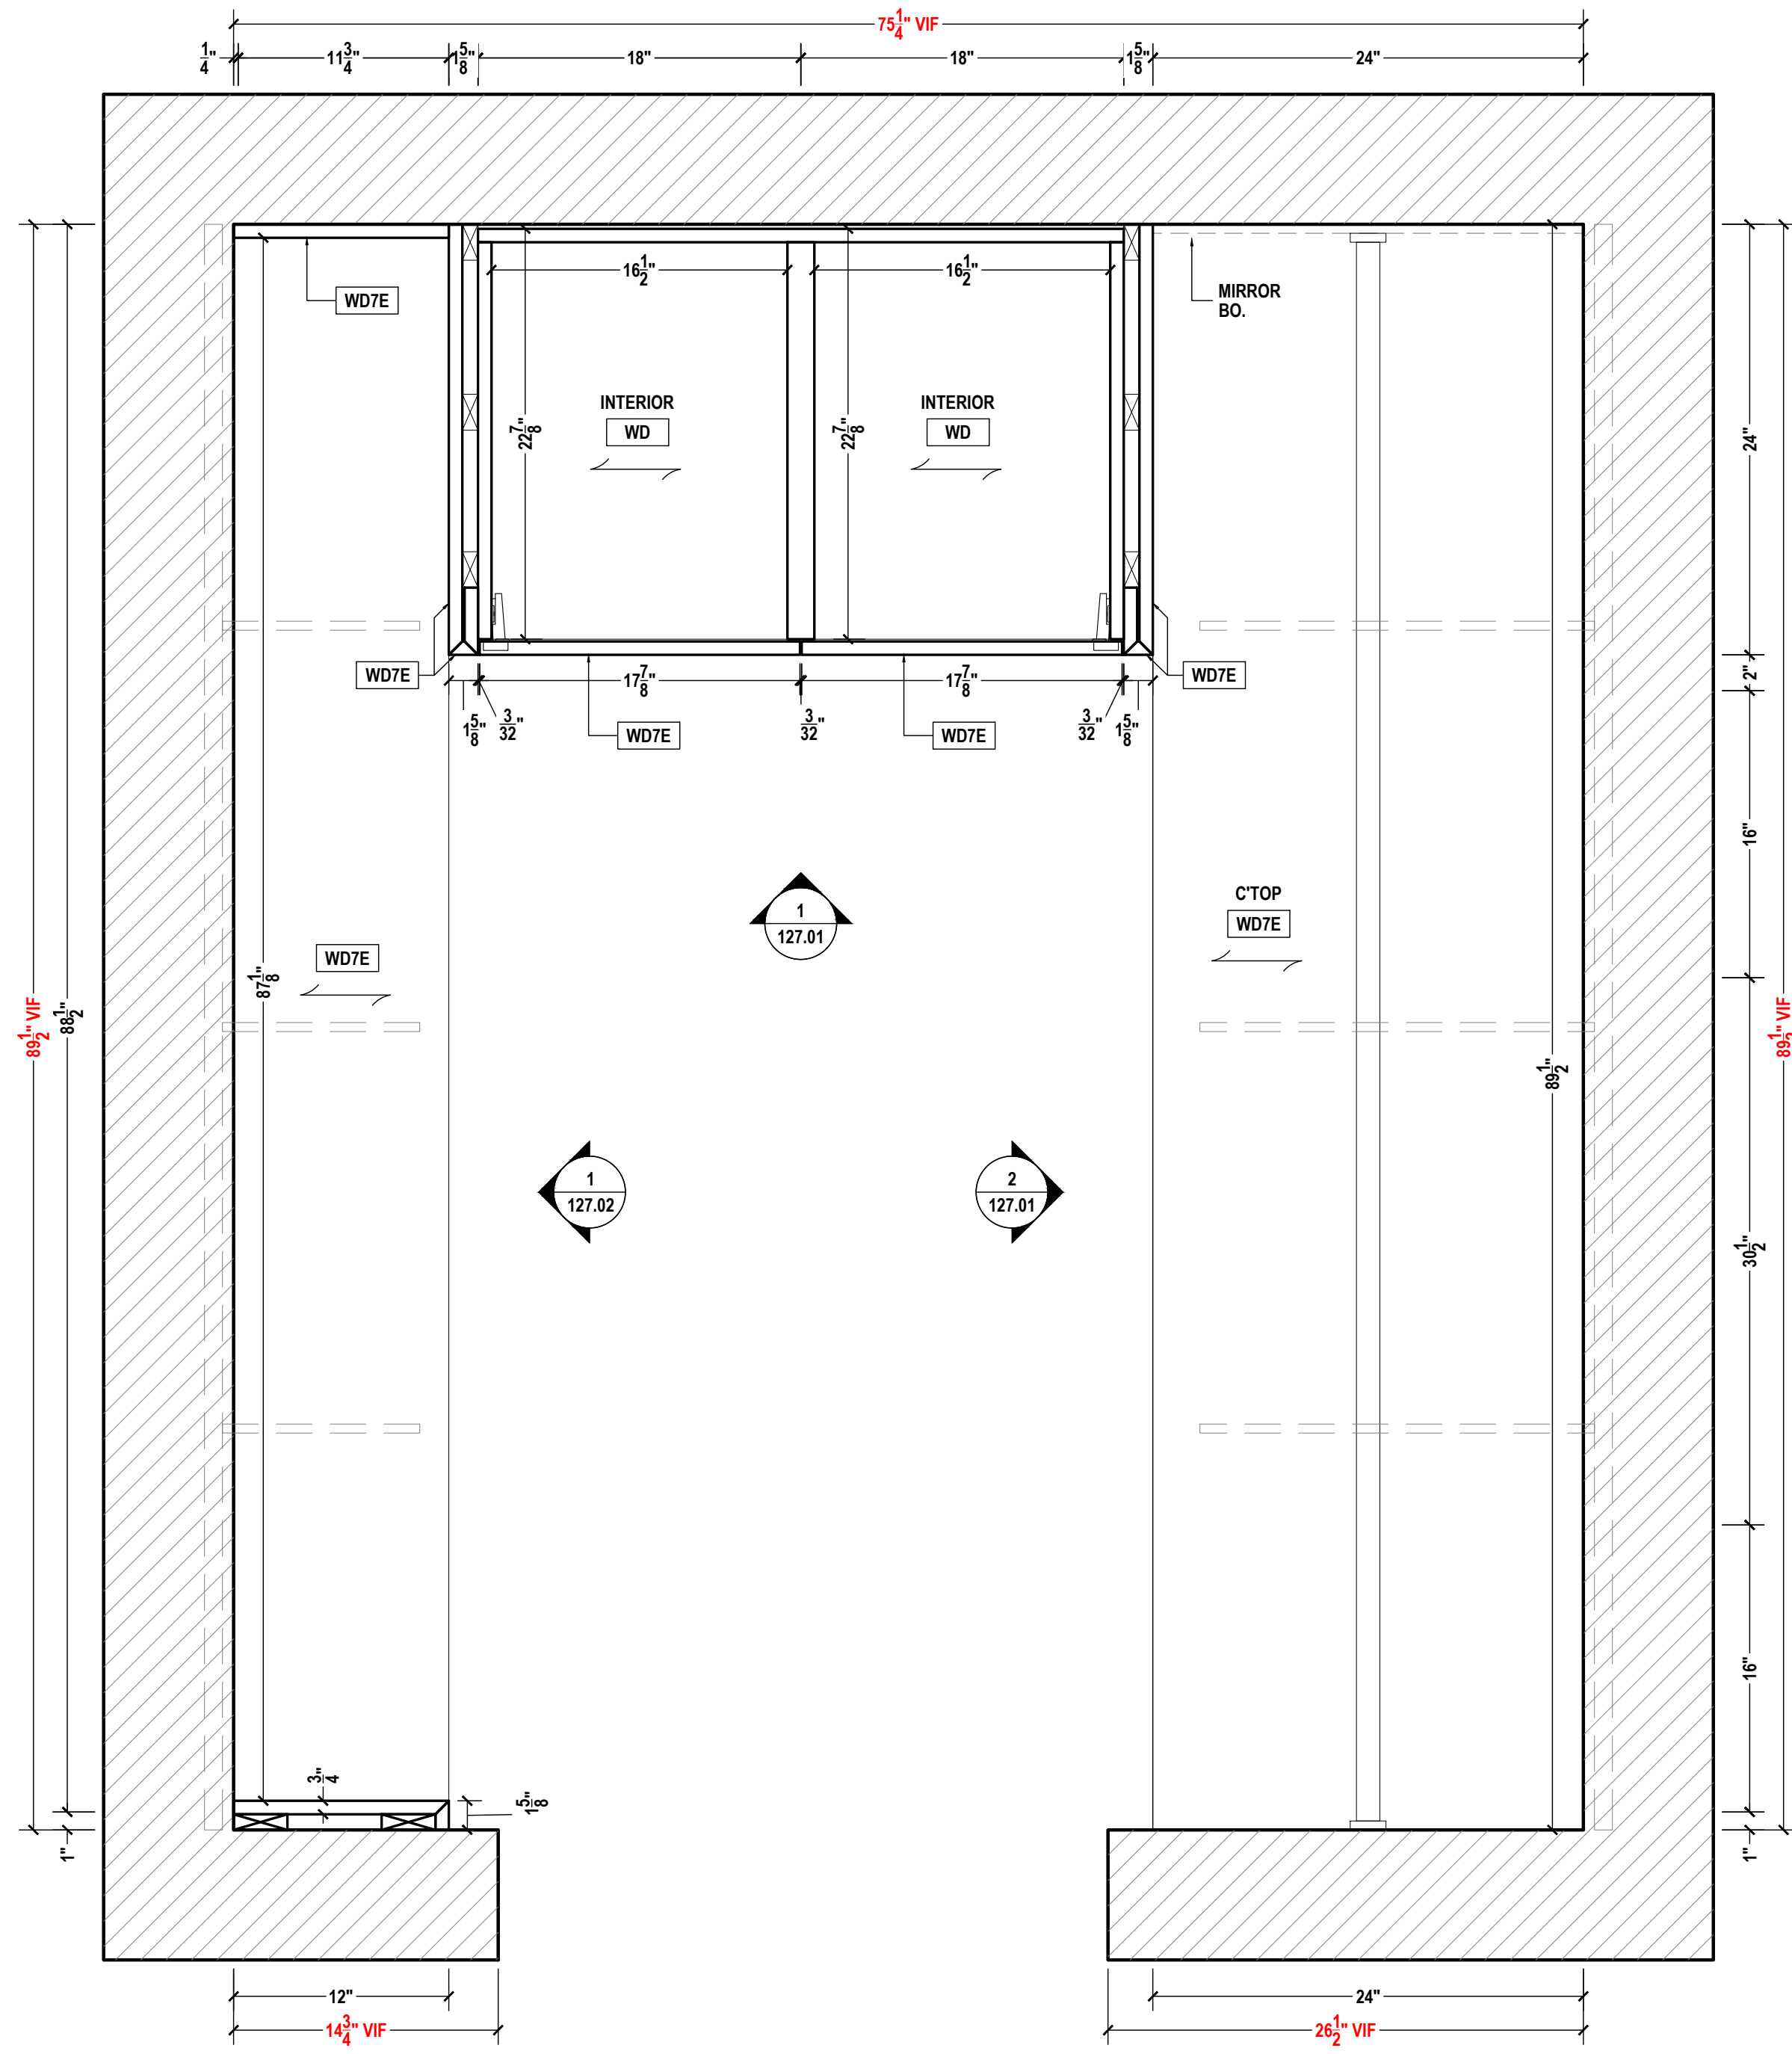 75 1/4" VIF
1/4"
11 3/4"
1 5/8"
18"
18"
1 5/8"
24"
16 1/2"
16 1/2"
WD7E
MIRROR
BO.
INTERIOR
WD
INTERIOR
WD
22 7/8"
22 7/8"
24"
WD7E
WD7E
17 7/8"
17 7/8"
2"
1 5/8"
3/32"
WD7E
3/32"
WD7E
3/32"
1 5/8"
16"
1
127.01
C'TOP
WD7E
WD7E
87 1/8"
89 1/2" VIF
88 1/2"
89 1/2"
89 1/2" VIF
1
127.02
2
127.01
30 1/2"
16"
3/4"
1 5/8"
1"
1"
12"
24"
14 3/4" VIF
26 1/2" VIF